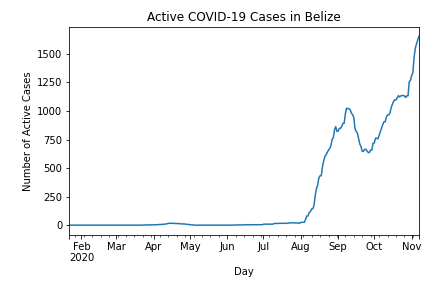 Active COVID-19 Cases in Belize
Number of Active Cases
1500
1250
1000
750
500
250
0
Feb Mar Apr May Jun Jul Aug Sep Oct Nov
2020
Day